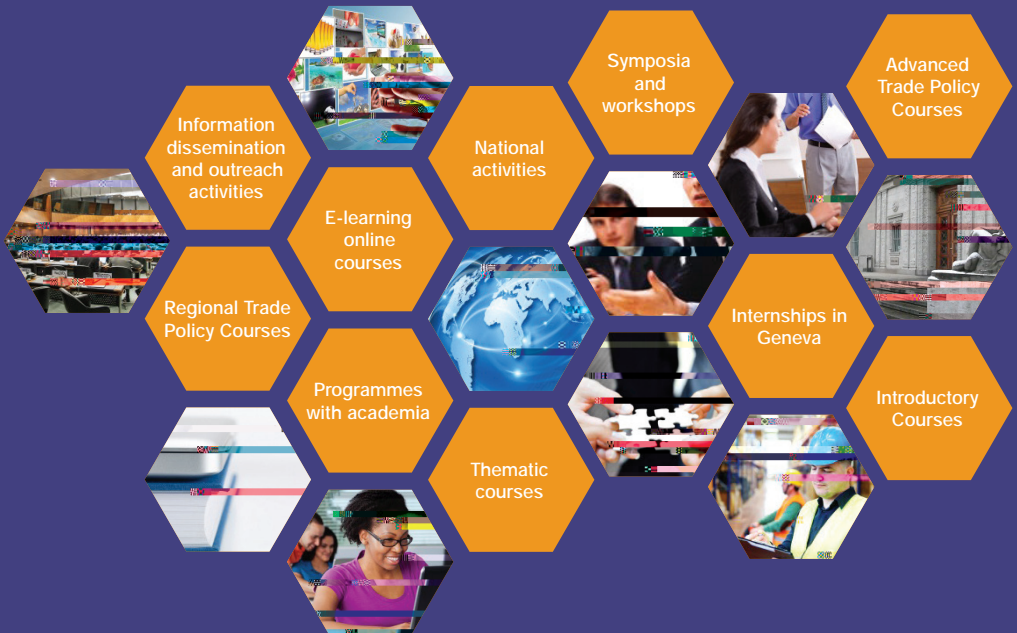 Symposia
and
workshops
Advanced
Trade Policy
Courses
Information
dissemination
and outreach
activities
National
activities
E-learning
online
courses
Regional Trade
Policy Courses
Internships in
Geneva
Programmes
with academia
Introductory
Courses
Thematic
courses